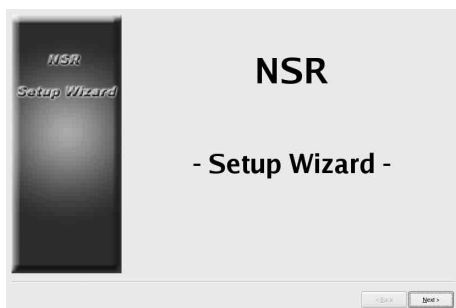 NSR
Setup Wizard
NSR
- Setup Wizard -
< Back
Next >